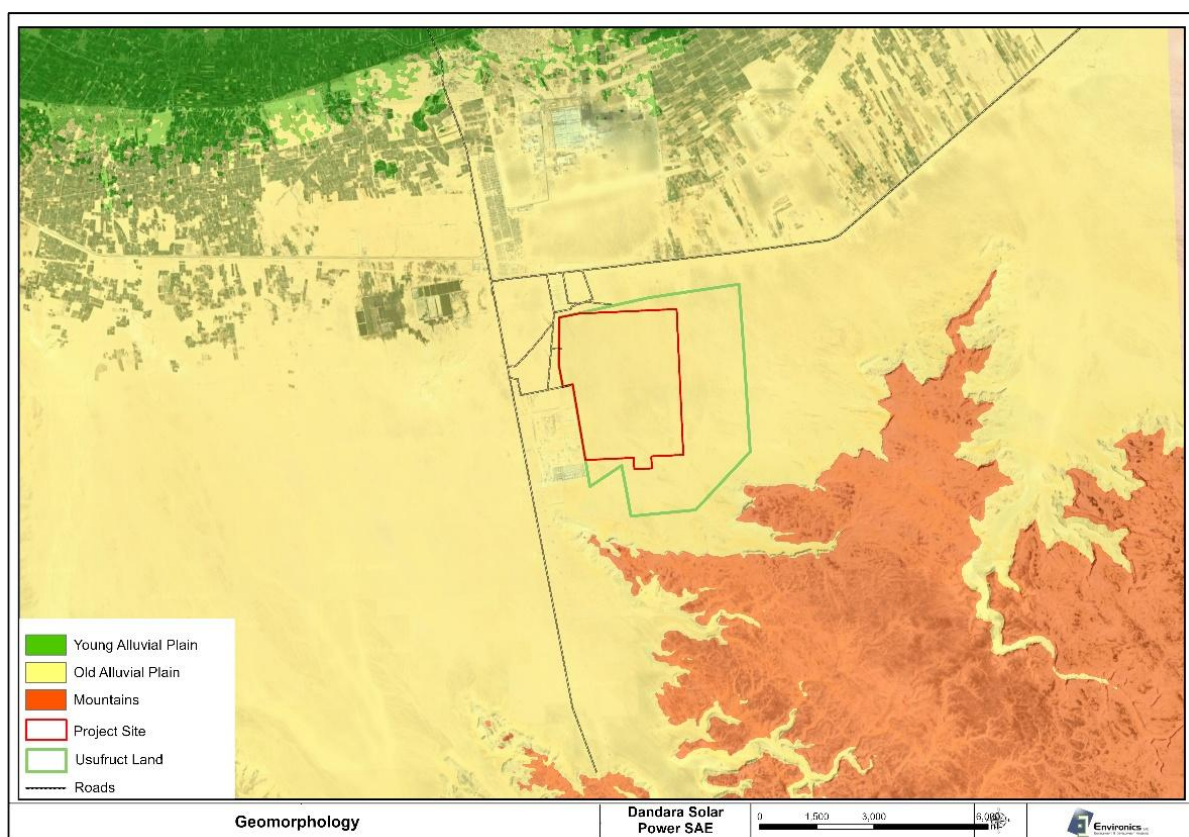 Young Alluvial Plain
Old Alluvial Plain
Mountains
Project Site
Usufruct Land
Roads
Geomorphology
Dandara Solar
Power SAE
0 1,500 3,000 6,000
Environics